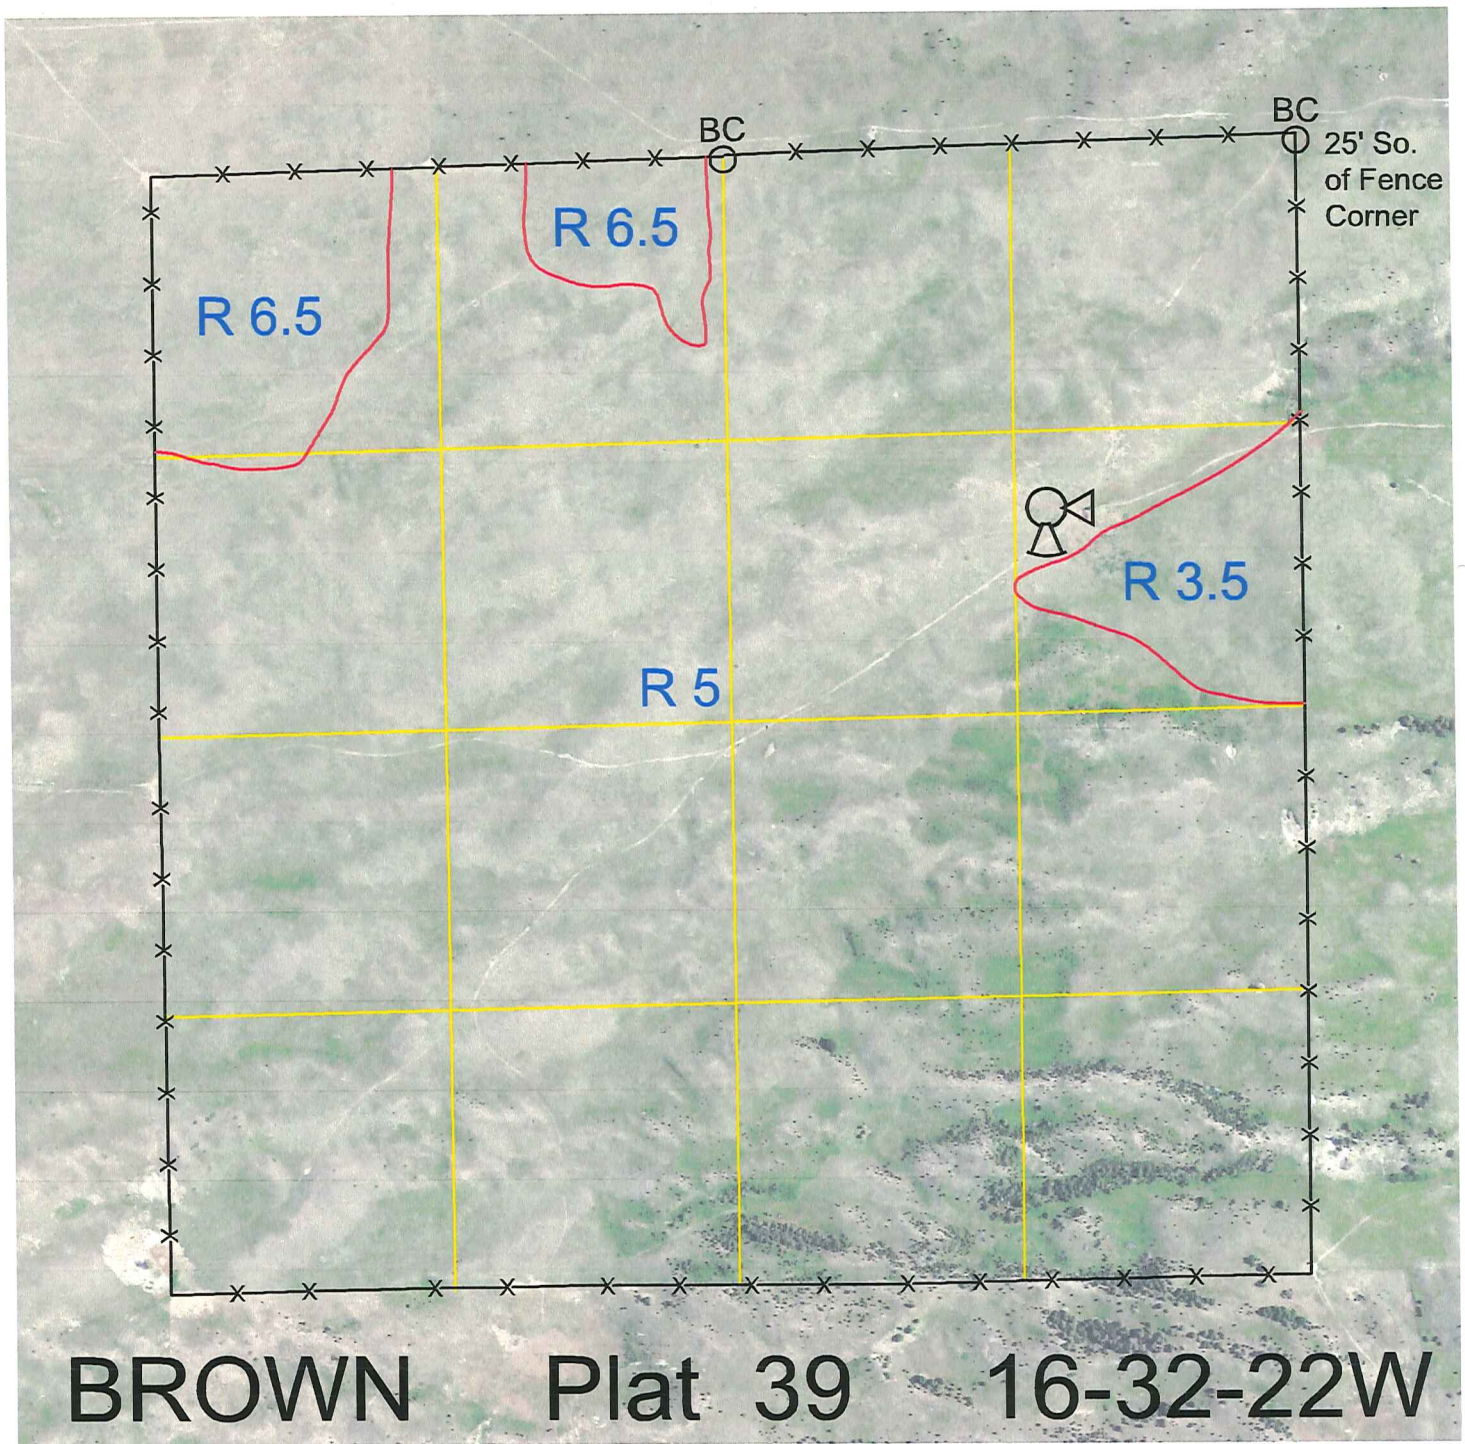 BC
BC
25' So.
of Fence
Corner
R 6.5
R 6.5
R 3.5
R 5
BROWN Plat 39 16-32-22W